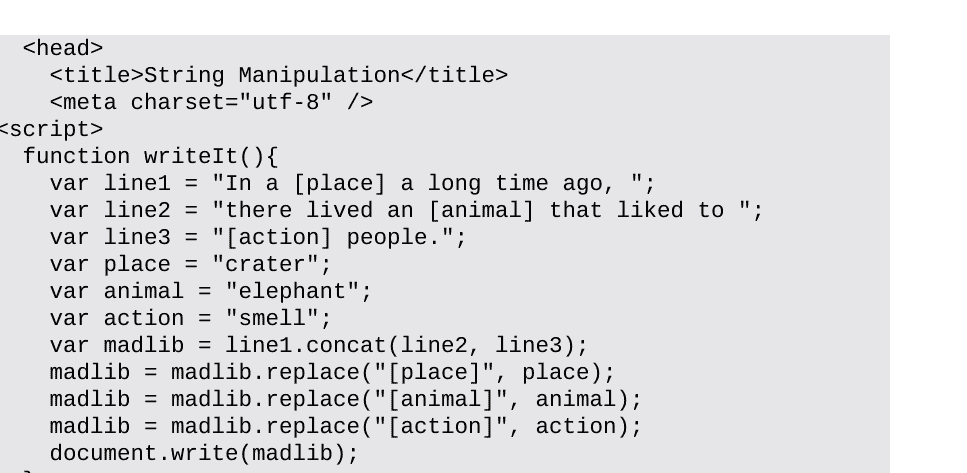 <head>
<title>String Manipulation</title>
<meta charset="utf-8" />
<script>
function writeIt(){
var line1 = "In a [place] a long time ago, ";
var line2 = "there lived an [animal] that liked to ";
var line3 = "[action] people.";
var place = "crater";
var animal = "elephant";
var action = "smell";
var madlib = line1.concat(line2, line3);
madlib = madlib.replace("[place]", place);
madlib = madlib.replace("[animal]", animal);
madlib = madlib.replace("[action]", action);
document.write(madlib);